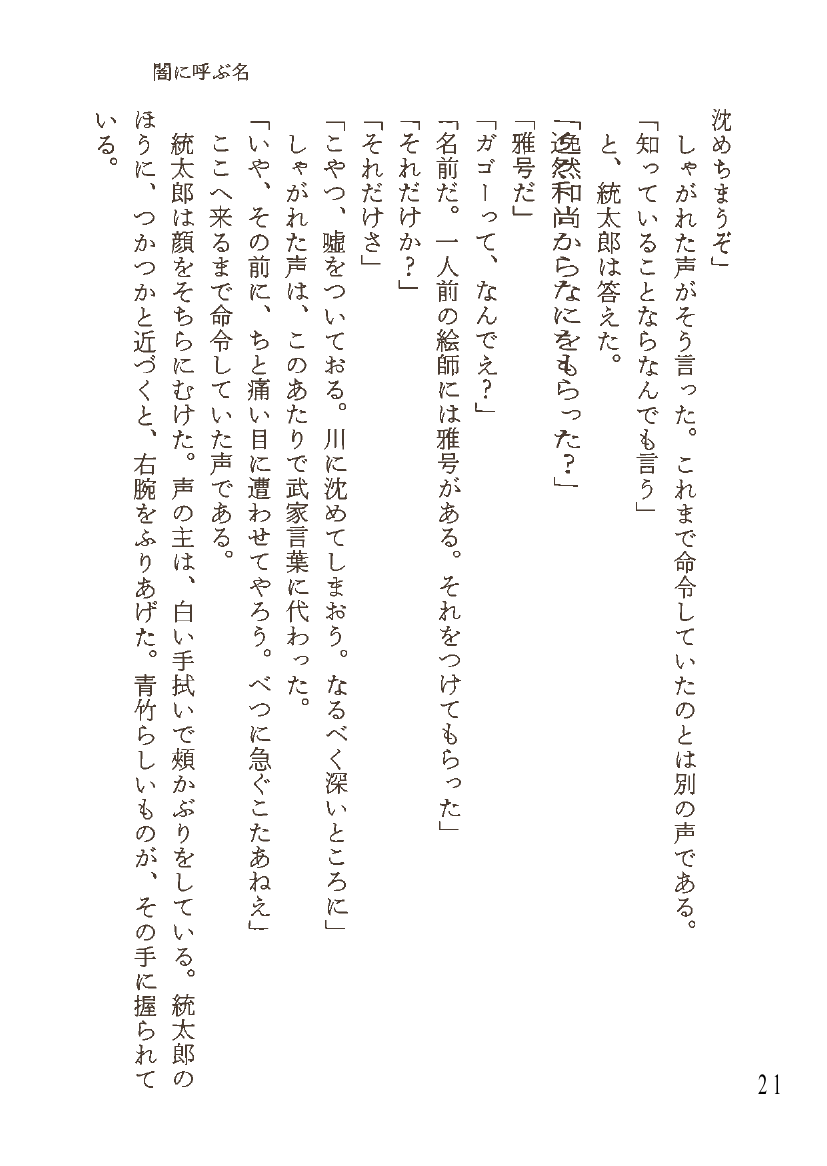 闇に呼ぶ名
沈めちまうぞ」
しゃがれた声がそう言った。これまで命令していたのとは別の声である。
「知っていることならなんでも言う」
と、統太郎は答えた。
「逸然和尚からなにをもらった？」
「雅号だ」
「ガゴーって、なんでえ？」
「名前だ。一人前の絵師には雅号がある。それをつけてもらった」
「それだけか？」
「それだけさ」
「こやつ、嘘をついておる。川に沈めてしまおう。なるべく深いところに」
しゃがれた声は、このあたりで武家言葉に代わった。
「いや、その前に、ちと痛い目に遭わせてやろう。べつに急ぐこたあねえ」
ここへ来るまで命令していた声である。
統太郎は顔をそちらにむけた。声の主は、白い手拭いで頰かぶりをしている。統太郎の
ほうに、つかつかと近づくと、右腕をふりあげた。青竹らしいものが、その手に握られて
いる。
21